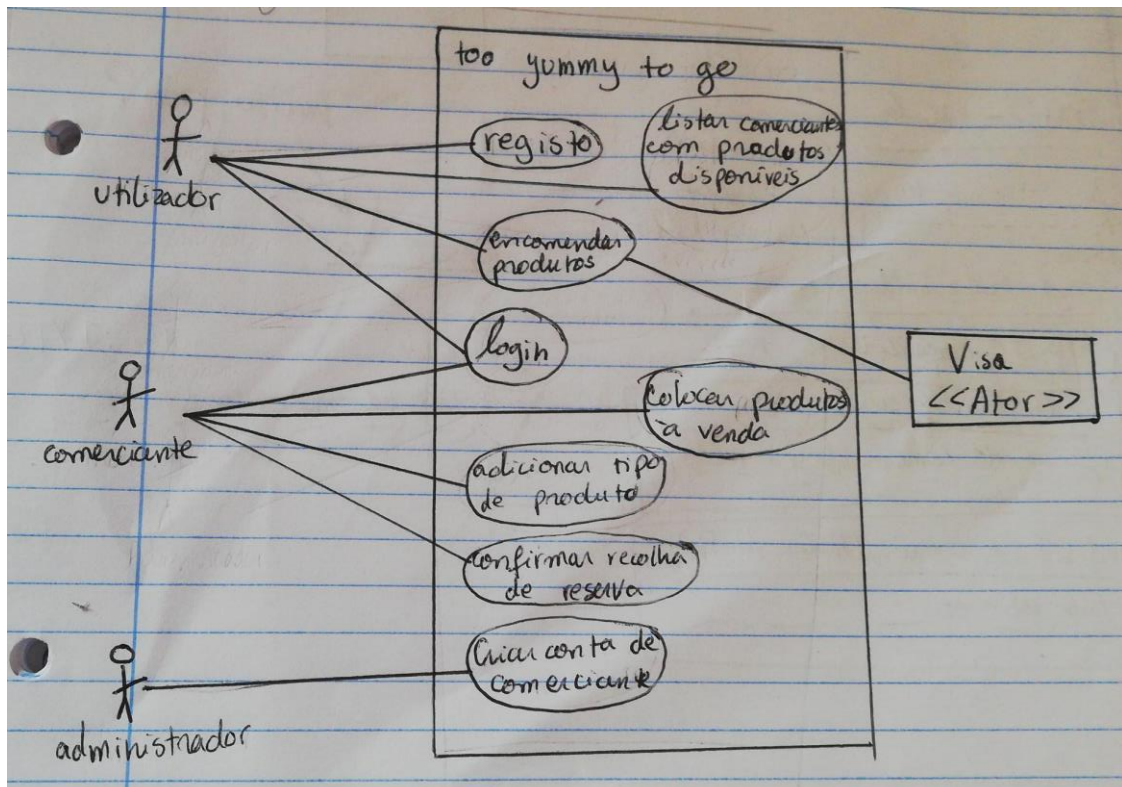 too yummy to go
utilizador
registo
listar comerciantes
com produtos
disponíveis
encomendar
produtos
login
Visa
<<Ator>>
comerciante
colocar produtos
à venda
adicionar tipo
de produto
confirmar recolha
de reserva
Criar conta de
comerciante
administrador